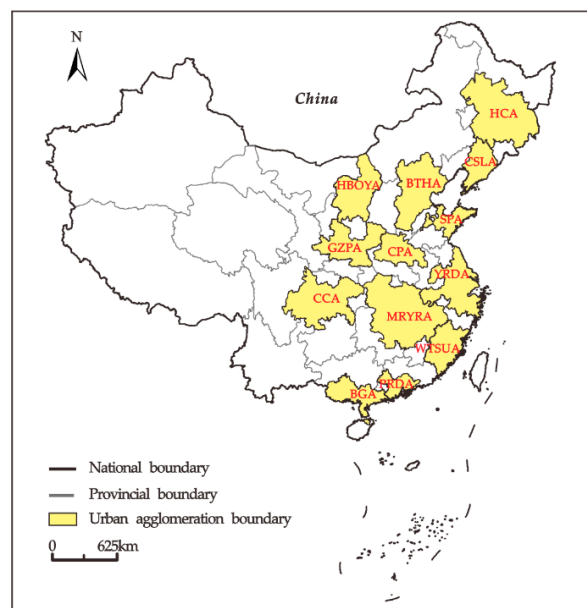 N
China
HCA
CSLA
BTHA
HBOYA
SPA
GZPA
CPA
YRDA
CCA
MRYRA
WTSUA
PRDA
BGA
National boundary
Provincial boundary
Urban agglomeration boundary
0 625km